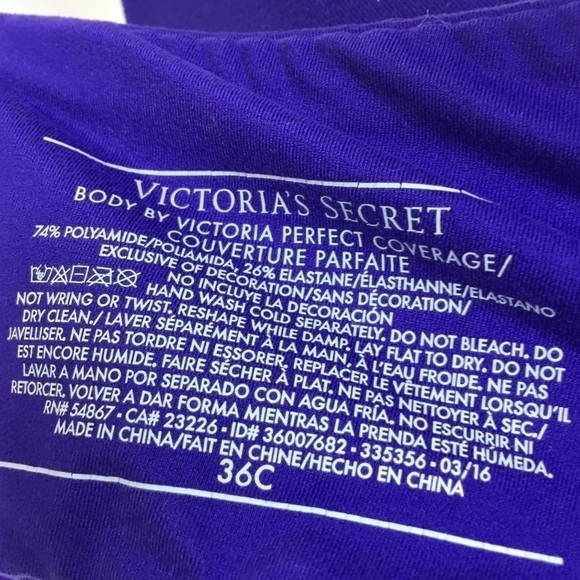 VICTORIA'S SECRET
BODY BY VICTORIA PERFECT COVERAGE/
COUVERTURE PARFAITE
74% POLYAMIDE/POLIAMIDA, 26% ELASTANE/ÉLASTHANNE/ELASTANO
EXCLUSIVE OF DECORATION/SANS DÉCORATION/
NO INCLUYE LA DECORACIÓN
HAND WASH COLD SEPARATELY. DO NOT BLEACH. DO
NOT WRING OR TWIST. RESHAPE WHILE DAMP. LAY FLAT TO DRY. DO NOT
DRY CLEAN./ LAVER SÉPARÉMENT À LA MAIN, À L'EAU FROIDE. NE PAS
JAVELLISER. NE PAS TORDRE NI ESSORER. REPLACER LE VÊTEMENT LORSQU'IL
EST ENCORE HUMIDE. FAIRE SÉCHER À PLAT. NE PAS NETTOYER À SEC/
LAVAR A MANO POR SEPARADO CON AGUA FRÍA. NO ESCURRIR NI
RETORCER. VOLVER A DAR FORMA MIENTRAS LA PRENDA ESTÉ HÚMEDA.
RN# 54867 • CA# 23226 • ID# 36007682 • 335356 • 03/16
MADE IN CHINA/FAIT EN CHINE/HECHO EN CHINA
36C